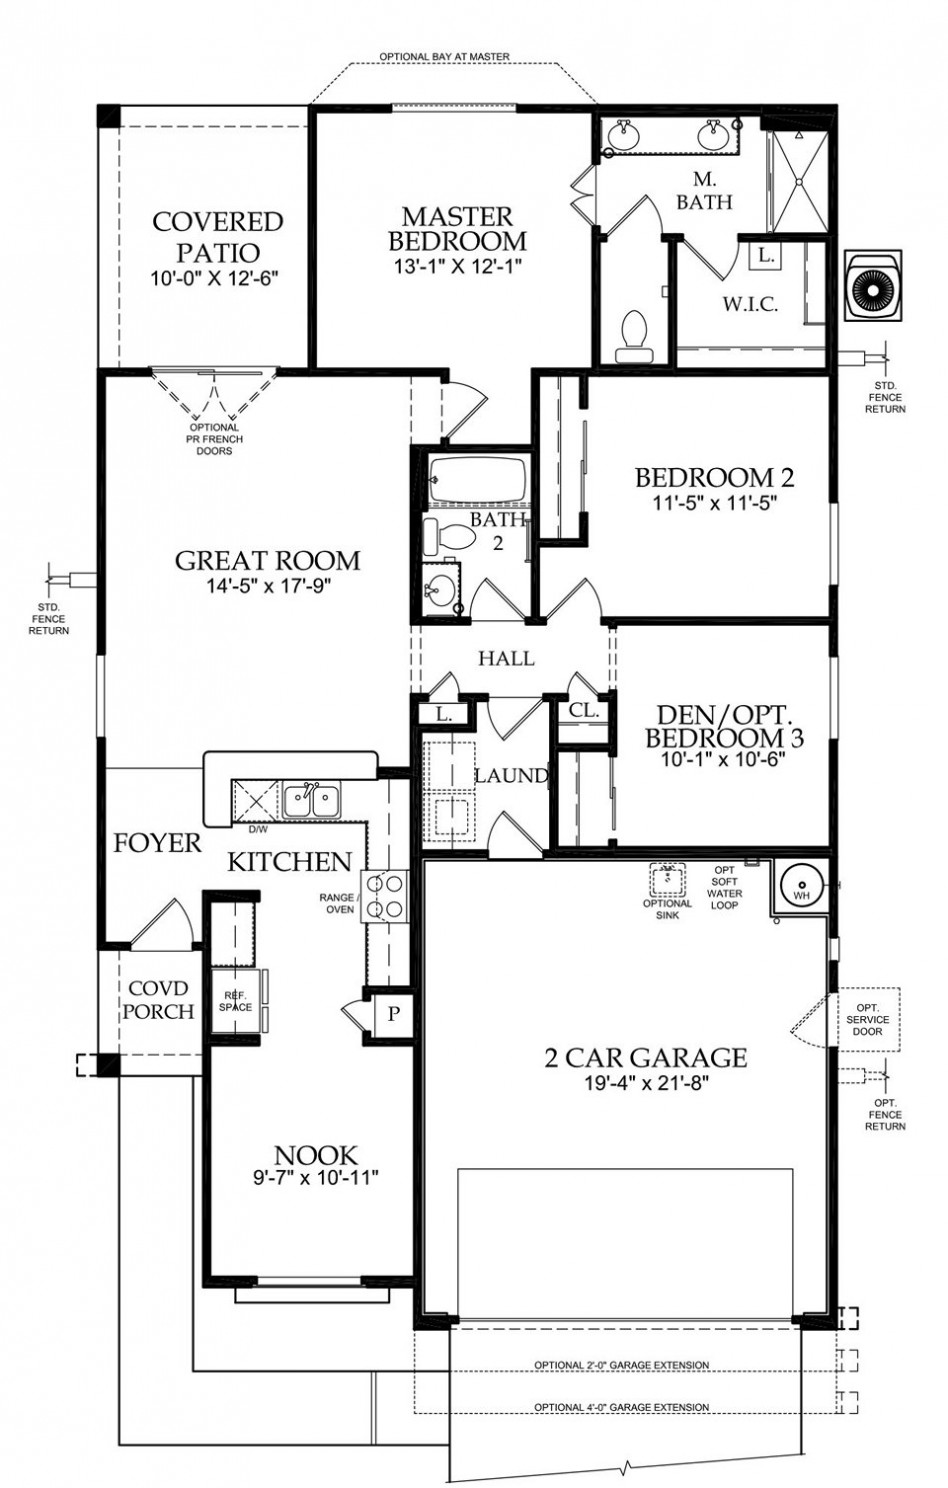 OPTIONAL BAY AT MASTER
COVERED
PATIO
10'-0" X 12'-6"
MASTER
BEDROOM
13'-1" X 12'-1"
M.
BATH
L.
W.I.C.
STD.
FENCE
RETURN
OPTIONAL
PR FRENCH
DOORS
BEDROOM 2
11'-5" x 11'-5"
BATH
2
GREAT ROOM
14'-5" x 17'-9"
STD.
FENCE
RETURN
HALL
L.
CL.
DEN/OPT.
BEDROOM 3
10'-1" x 10'-6"
LAUND
D/W
FOYER
KITCHEN
RANGE /
OVEN
OPTIONAL
SINK
OPT
SOFT
WATER
LOOP
WH
COVD
PORCH
REF.
SPACE
P
OPT.
SERVICE
DOOR
2 CAR GARAGE
19'-4" x 21'-8"
OPT.
FENCE
RETURN
NOOK
9'-7" x 10'-11"
OPTIONAL 2'-0" GARAGE EXTENSION
OPTIONAL 4'-0" GARAGE EXTENSION